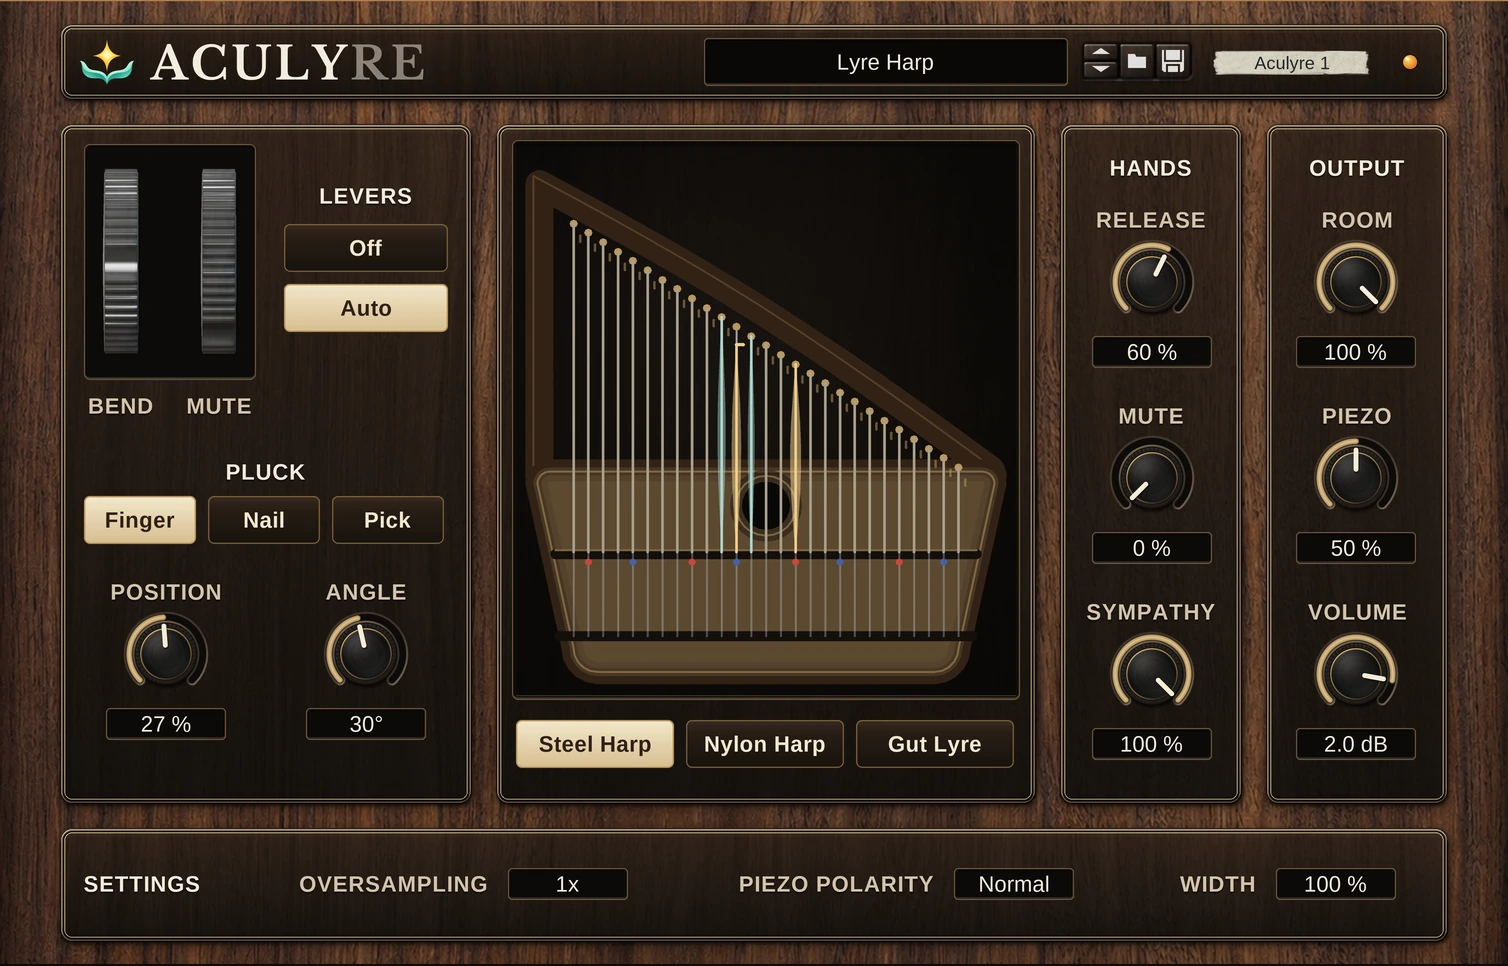 ACULYRE
Lyre Harp
Aculyre 1
LEVERS
Off
Auto
BEND MUTE
PLUCK
Finger Nail Pick
POSITION ANGLE
27 % 30°
Steel Harp Nylon Harp Gut Lyre
HANDS
RELEASE
60 %
MUTE
0 %
SYMPATHY
100 %
OUTPUT
ROOM
100 %
PIEZO
50 %
VOLUME
2.0 dB
SETTINGS OVERSAMPLING 1x PIEZO POLARITY Normal WIDTH 100 %